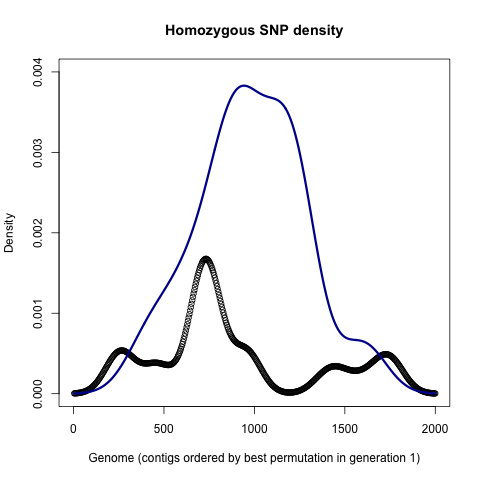 Homozygous SNP density
Density
0.004
0.003
0.002
0.001
0.000
0 500 1000 1500 2000
Genome (contigs ordered by best permutation in generation 1)